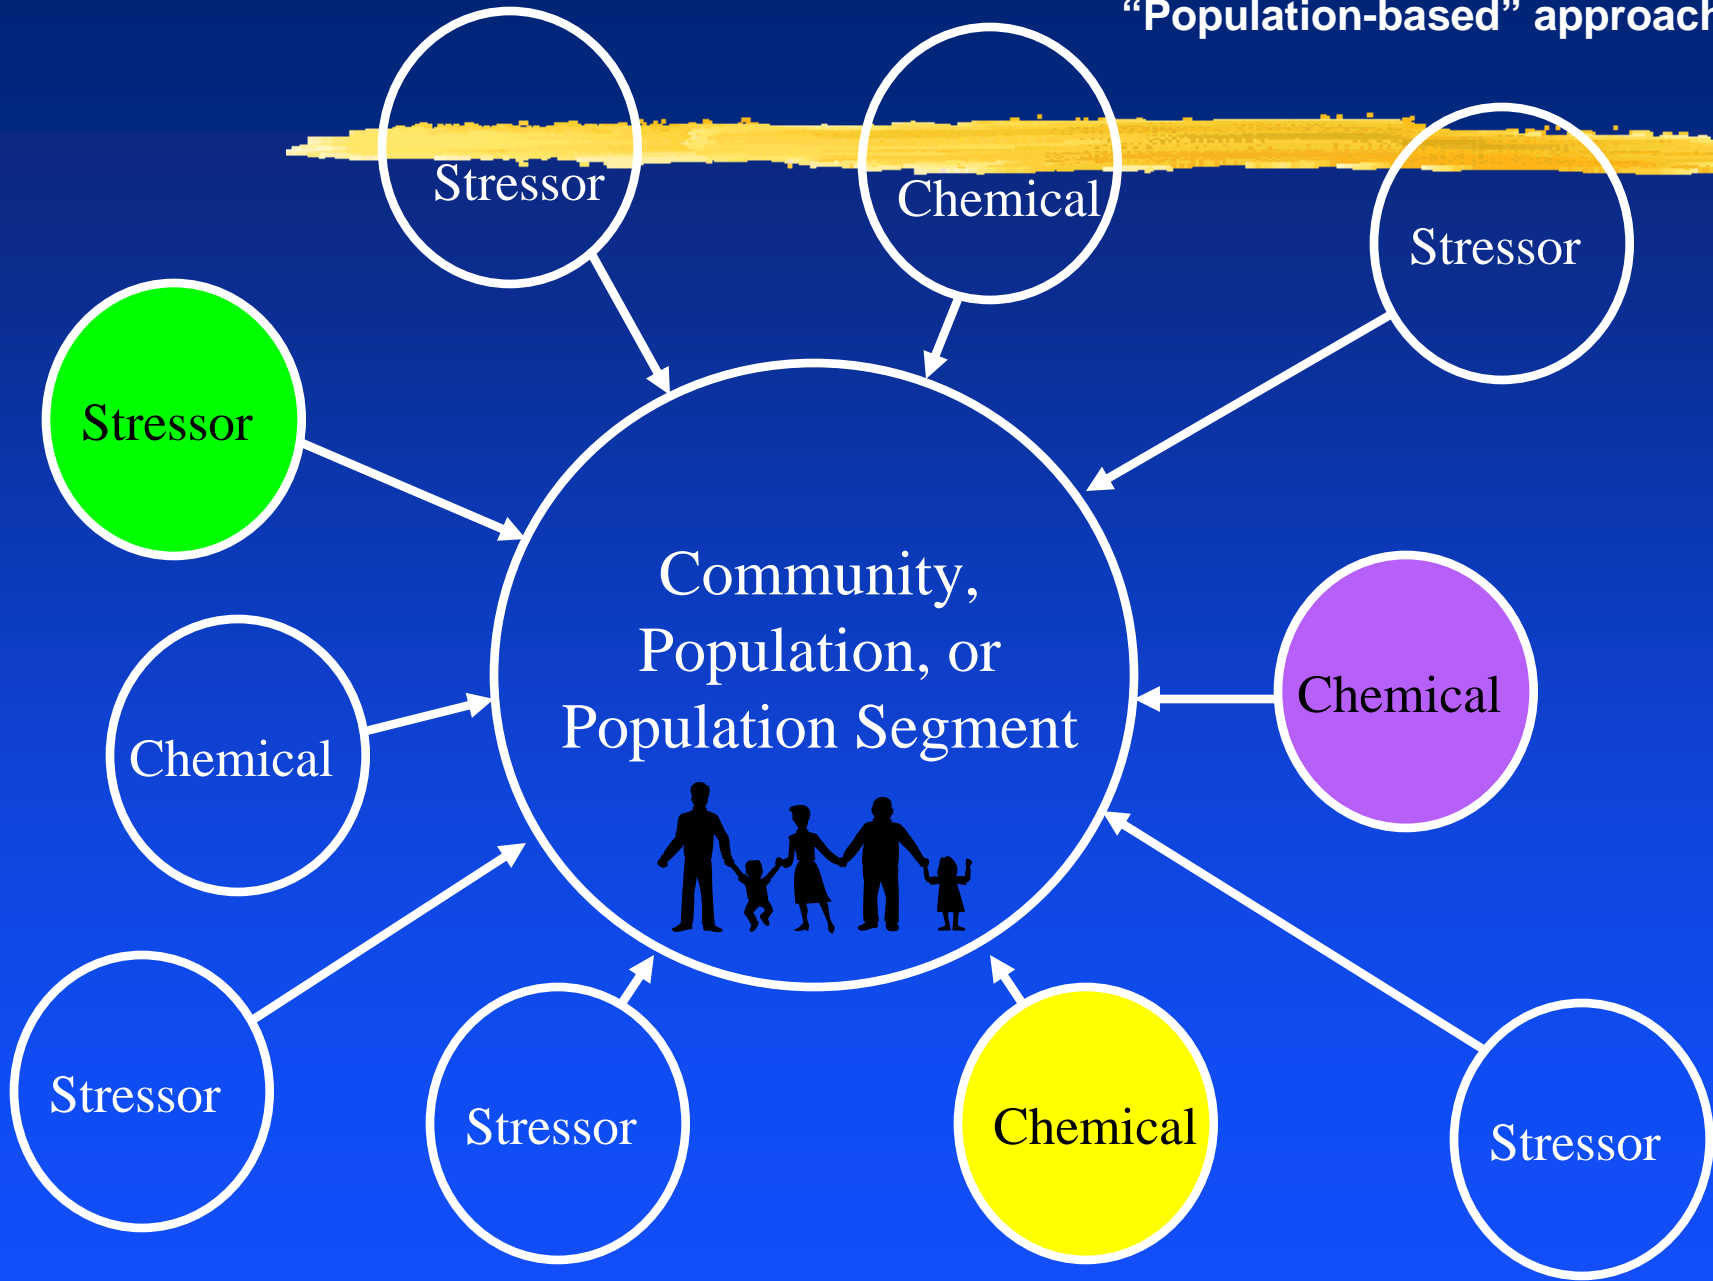 “Population-based” approach
Stressor
Chemical
Stressor
Stressor
Community,
Population, or
Population Segment
Chemical
Chemical
Stressor
Stressor
Chemical
Stressor